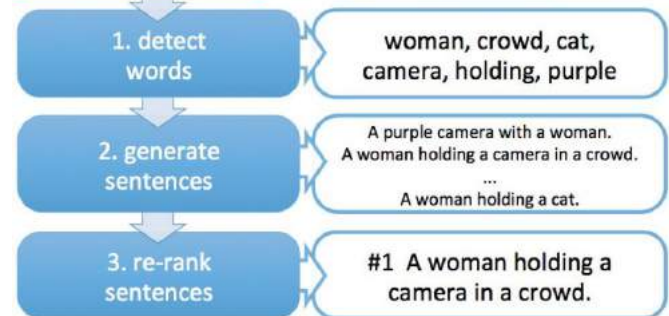 1. detect
words
woman, crowd, cat,
camera, holding, purple
2. generate
sentences
A purple camera with a woman.
A woman holding a camera in a crowd.
...
A woman holding a cat.
3. re-rank
sentences
#1 A woman holding a
camera in a crowd.